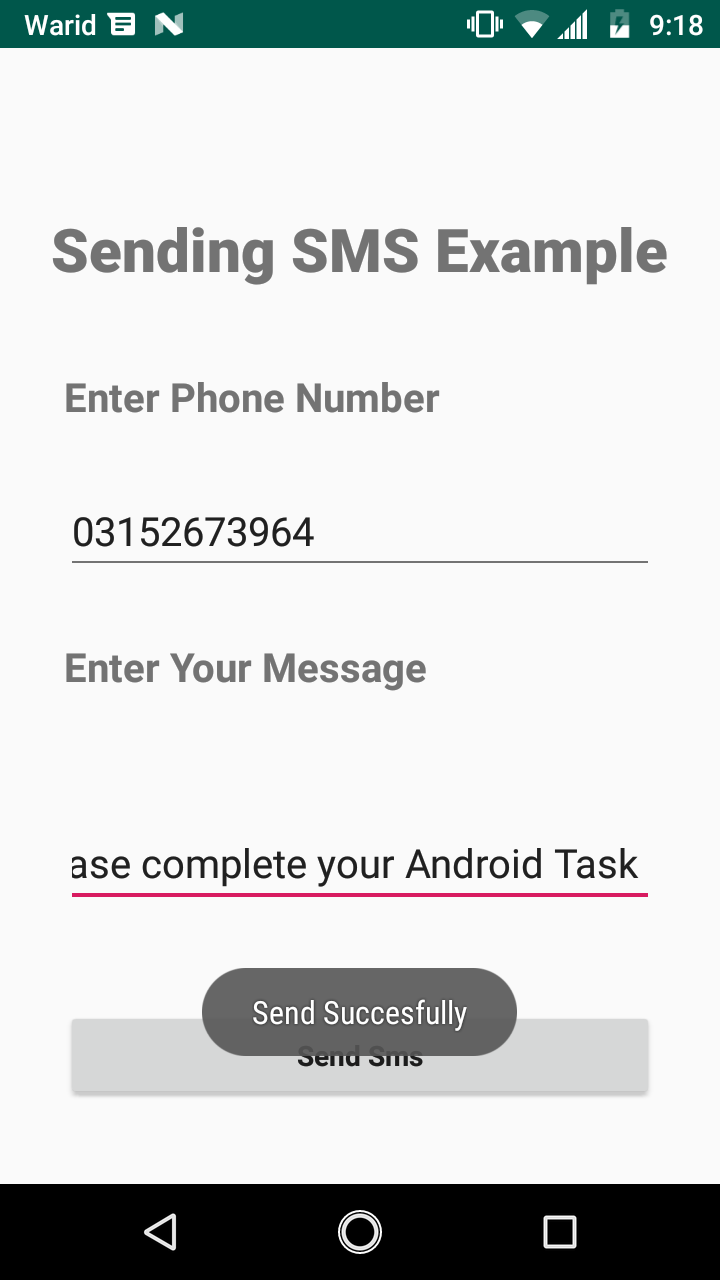 Warid 9:18
Sending SMS Example
Enter Phone Number
03152673964
Enter Your Message
ase complete your Android Task
Send Succesfully
Send Sms